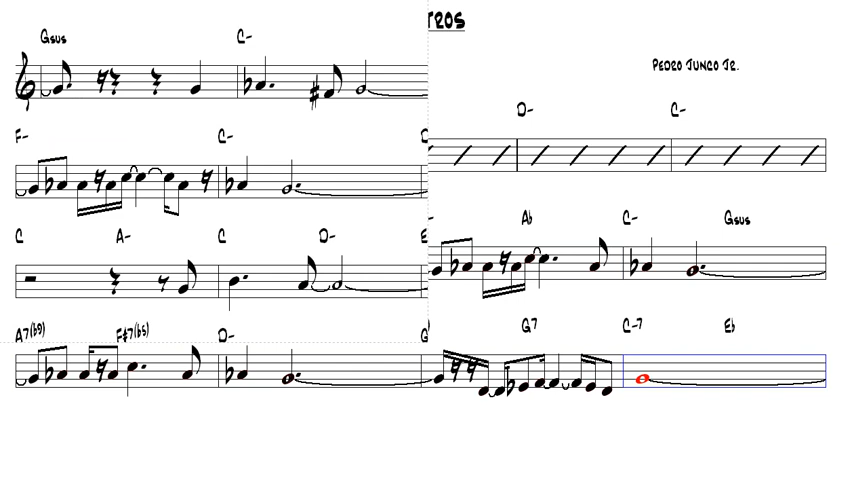 TROS
PEDRO JUNCO JR.
Gsus C-
D- C-
F- C-
Ab C- Gsus
C A- C D- E
A7(b9) F#7(b5) D- G
G7 C-7 Eb